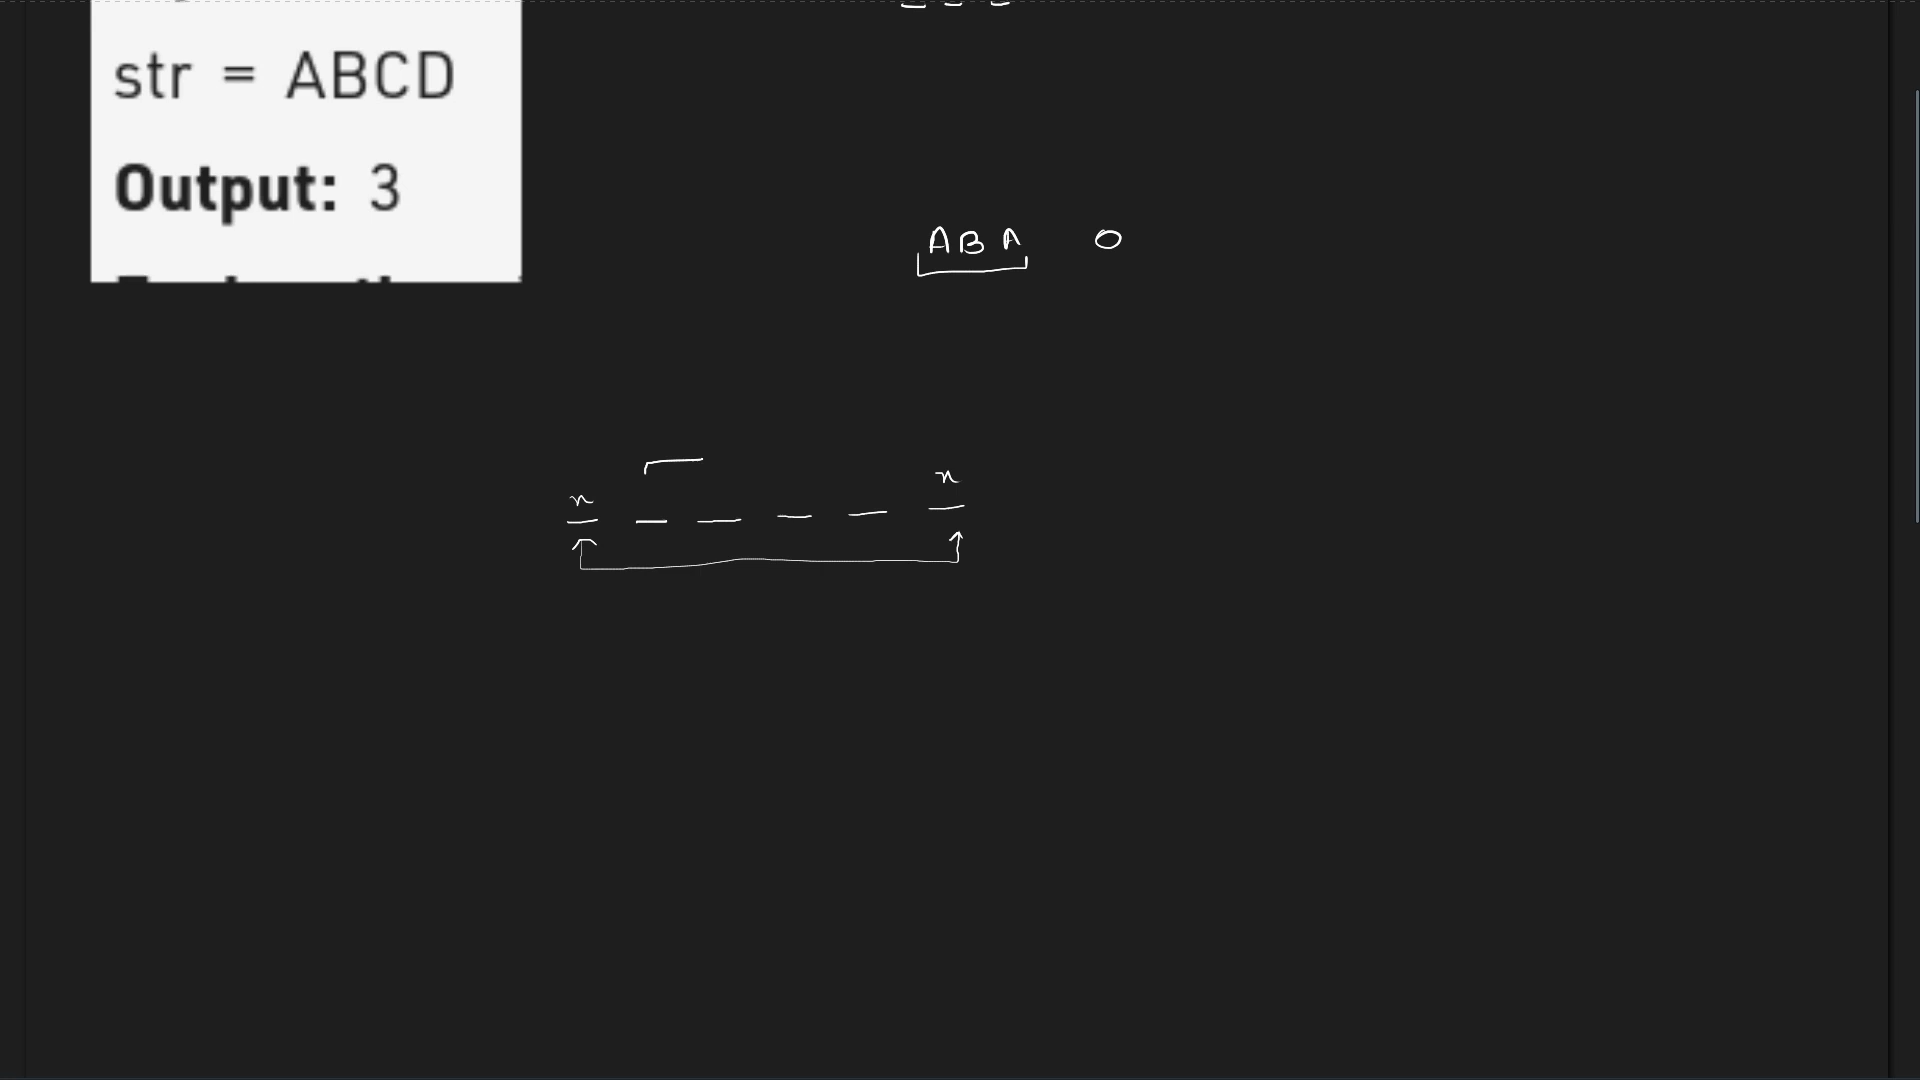 str = ABCD
Output: 3
ABA 0
x x